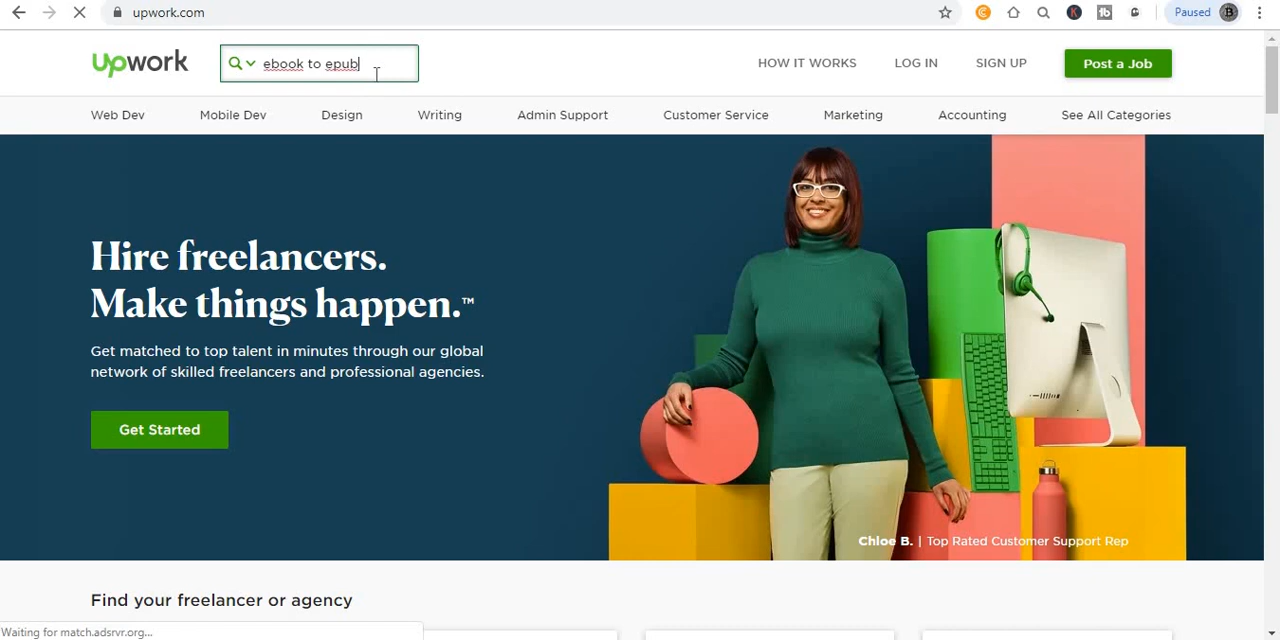 upwork.com
Paused
upwork
ebook to epub
HOW IT WORKS
LOG IN
SIGN UP
Post a Job
Web Dev
Mobile Dev
Design
Writing
Admin Support
Customer Service
Marketing
Accounting
See All Categories
Hire freelancers.
Make things happen.™
Get matched to top talent in minutes through our global
network of skilled freelancers and professional agencies.
Get Started
Chloe B. | Top Rated Customer Support Rep
Find your freelancer or agency
Waiting for match.adsrvr.org...